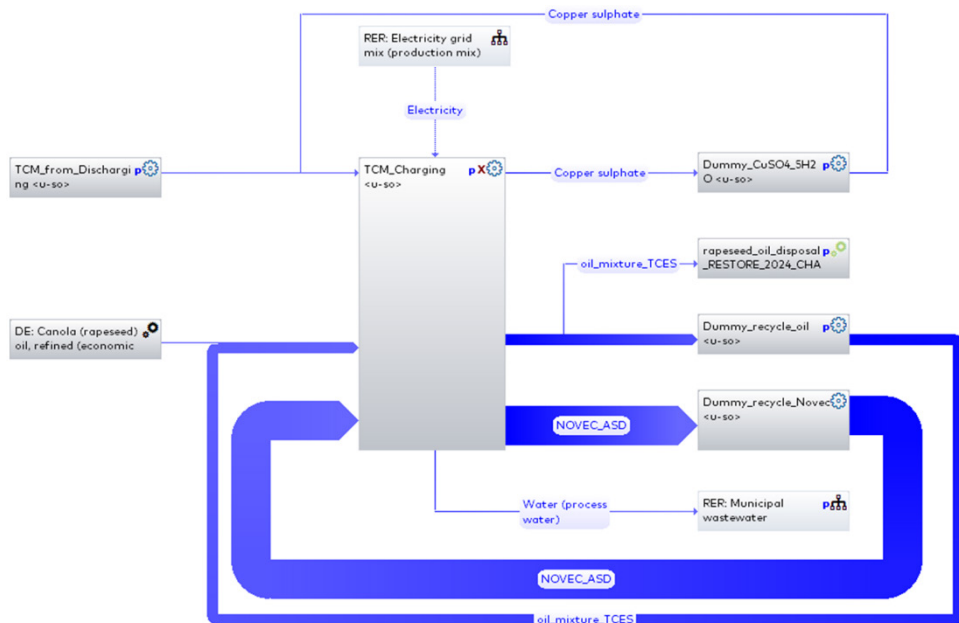 Copper sulphate
RER: Electricity grid
mix (production mix)
Electricity
TCM_from_Dischargi
ng <u-so>
p
TCM_Charging
<u-so>
p X
Copper sulphate
Dummy_CuSO4_5H2
O <u-so>
p
oil_mixture_TCES
rapeseed_oil_disposal
_RESTORE_2024_CHA
p
DE: Canola (rapeseed)
oil, refined (economic
Dummy_recycle_oil
<u-so>
p
Dummy_recycle_Novec
<u-so>
NOVEC_ASD
Water (process
water)
RER: Municipal
wastewater
p
NOVEC_ASD
oil_mixture_TCES